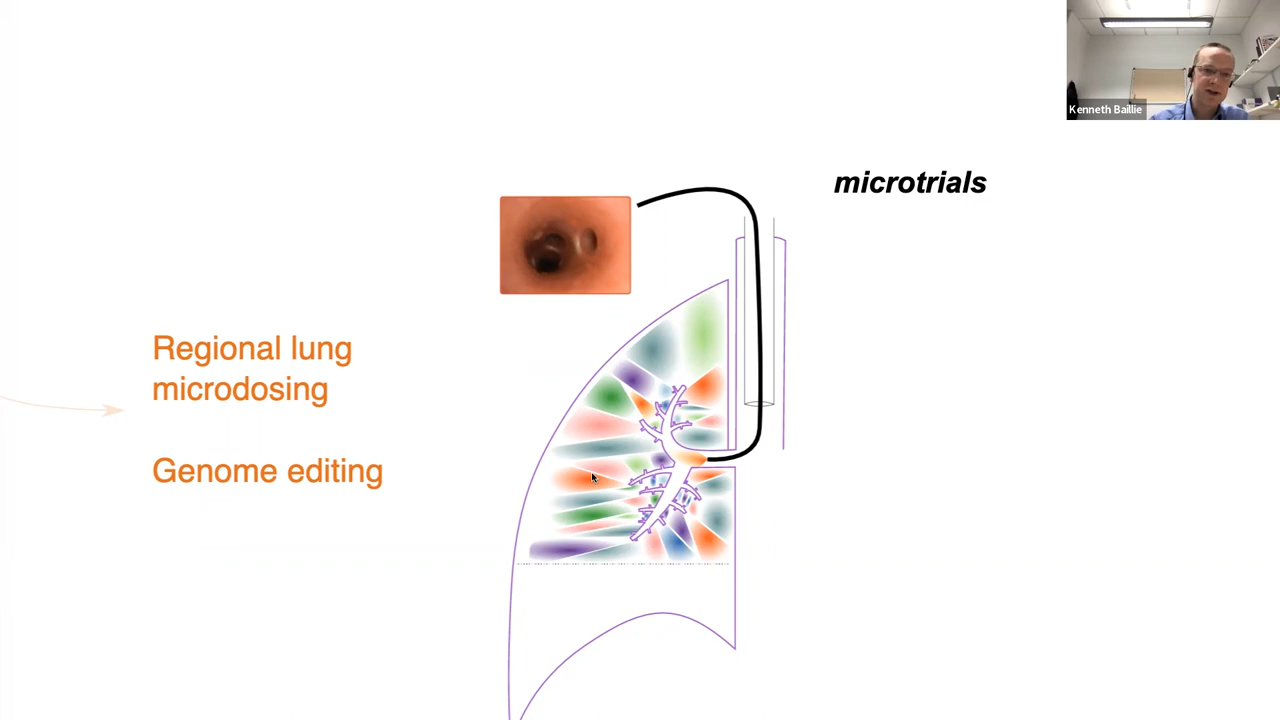 Kenneth Baillie
microtrials
Regional lung
microdosing
Genome editing